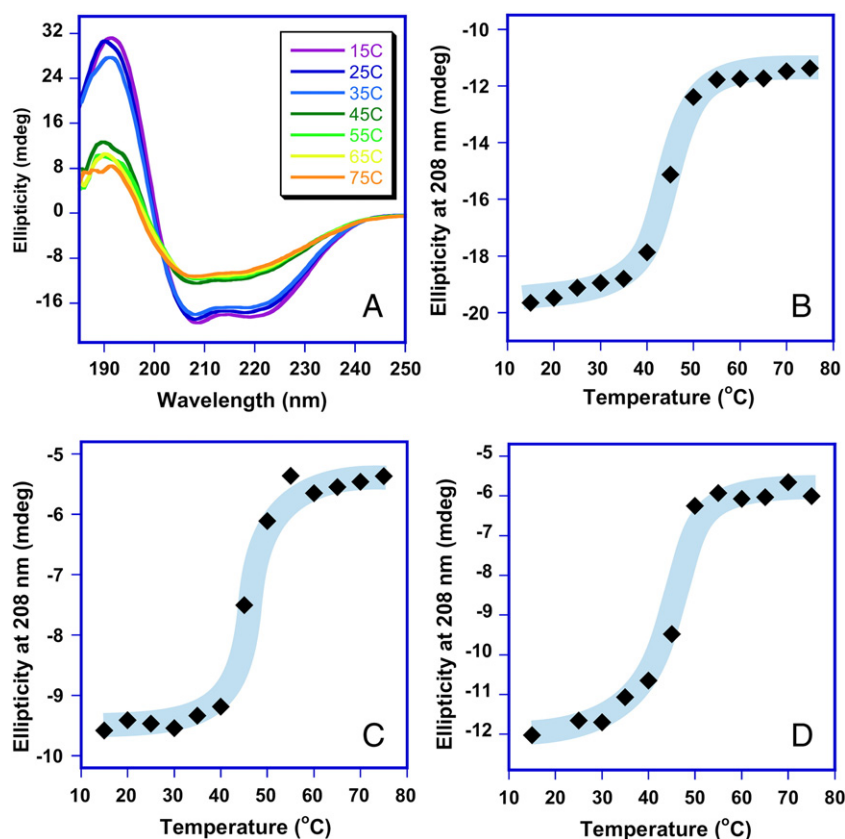 32
24
16
8
0
-8
-16
Ellipticity (mdeg)
190 200 210 220 230 240 250
Wavelength (nm)
15C
25C
35C
45C
55C
65C
75C
A
-10
-12
-14
-16
-18
-20
Ellipticity at 208 nm (mdeg)
10 20 30 40 50 60 70 80
Temperature (°C)
B
-5
-6
-7
-8
-9
-10
Ellipticity at 208 nm (mdeg)
10 20 30 40 50 60 70 80
Temperature (°C)
C
-5
-6
-7
-8
-9
-10
-11
-12
Ellipticity at 208 nm (mdeg)
10 20 30 40 50 60 70 80
Temperature (°C)
D